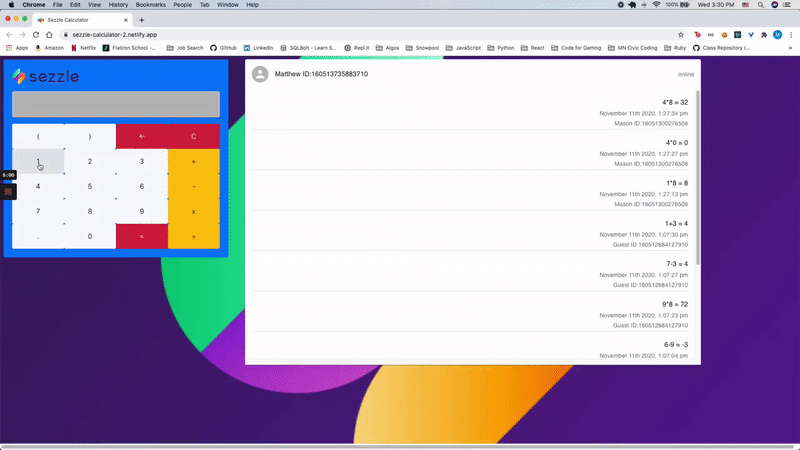 Chrome File Edit View History Bookmarks People Tab Window Help 100% Wed 3:30 PM
Sezzle Calculator
sezzle-calculator-2.netlify.app
Apps Amazon Netflix Flatiron School -... Job Search GitHub LinkedIn SQLBolt - Learn S... Repl.it Algos Snowpool JavaScript Python React Code for Gaming MN Civic Coding Ruby Class Repository (...
sezzle
( ) ← C
1 2 3 +
4 5 6 -
7 8 9 x
. 0 = ÷
Matthew ID:160513735883710
online
4*8 = 32
November 11th 2020, 1:27:34 pm
Mason ID:16051300276508
4*0 = 0
November 11th 2020, 1:27:27 pm
Mason ID:16051300276508
1*8 = 8
November 11th 2020, 1:27:13 pm
Mason ID:16051300276508
1+3 = 4
November 11th 2020, 1:07:30 pm
Guest ID:160512884127910
7-3 = 4
November 11th 2020, 1:07:27 pm
Guest ID:160512884127910
9*8 = 72
November 11th 2020, 1:07:23 pm
Guest ID:160512884127910
6-9 = -3
November 11th 2020, 1:07:04 pm